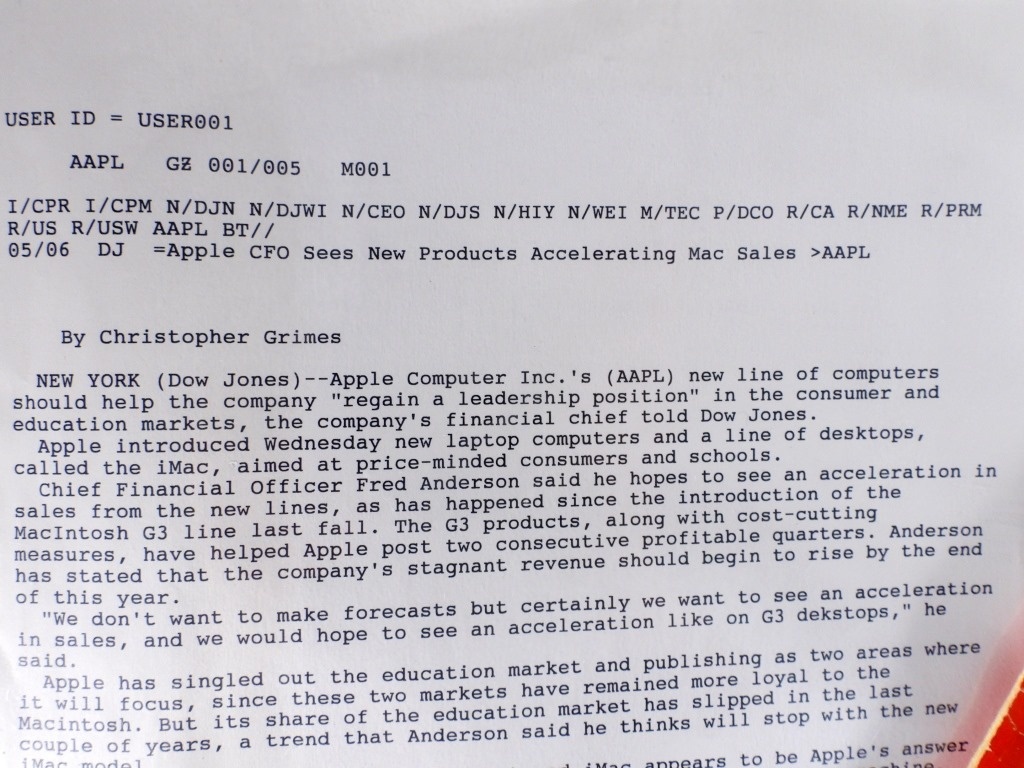 USER ID = USER001
AAPL GZ 001/005 M001
I/CPR I/CPM N/DJN N/DJWI N/CEO N/DJS N/HIY N/WEI M/TEC P/DCO R/CA R/NME R/PRM
R/US R/USW AAPL BT//
05/06 DJ =Apple CFO Sees New Products Accelerating Mac Sales >AAPL
By Christopher Grimes
NEW YORK (Dow Jones)--Apple Computer Inc.'s (AAPL) new line of computers
should help the company "regain a leadership position" in the consumer and
education markets, the company's financial chief told Dow Jones.
Apple introduced Wednesday new laptop computers and a line of desktops,
called the iMac, aimed at price-minded consumers and schools.
Chief Financial Officer Fred Anderson said he hopes to see an acceleration in
sales from the new lines, as has happened since the introduction of the
MacIntosh G3 line last fall. The G3 products, along with cost-cutting
measures, have helped Apple post two consecutive profitable quarters. Anderson
has stated that the company's stagnant revenue should begin to rise by the end
of this year.
"We don't want to make forecasts but certainly we want to see an acceleration
in sales, and we would hope to see an acceleration like on G3 dekstops," he
said.
Apple has singled out the education market and publishing as two areas where
it will focus, since these two markets have remained more loyal to the
Macintosh. But its share of the education market has slipped in the last
couple of years, a trend that Anderson said he thinks will stop with the new
iMac model. iMac appears to be Apple's answer